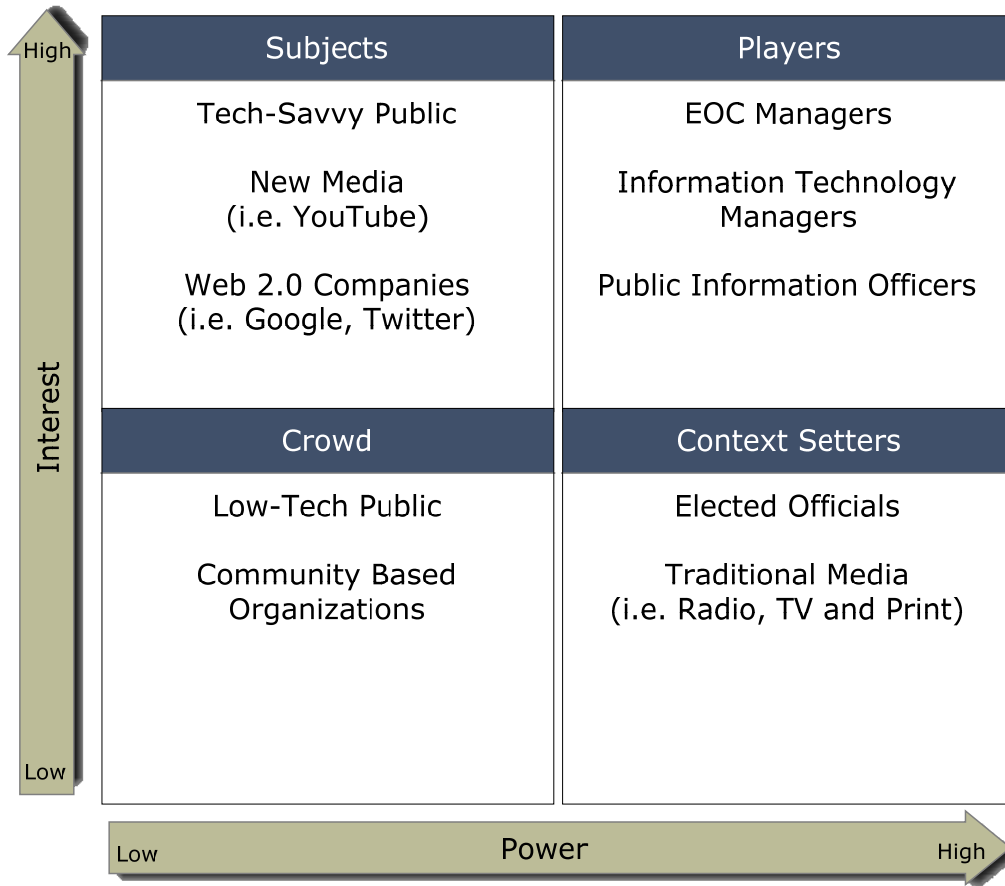 High
Subjects
Players
Tech-Savvy Public
New Media
(i.e. YouTube)
Web 2.0 Companies
(i.e. Google, Twitter)
EOC Managers
Information Technology
Managers
Public Information Officers
Interest
Crowd
Context Setters
Low-Tech Public
Community Based
Organizations
Elected Officials
Traditional Media
(i.e. Radio, TV and Print)
Low
Low
Power
High